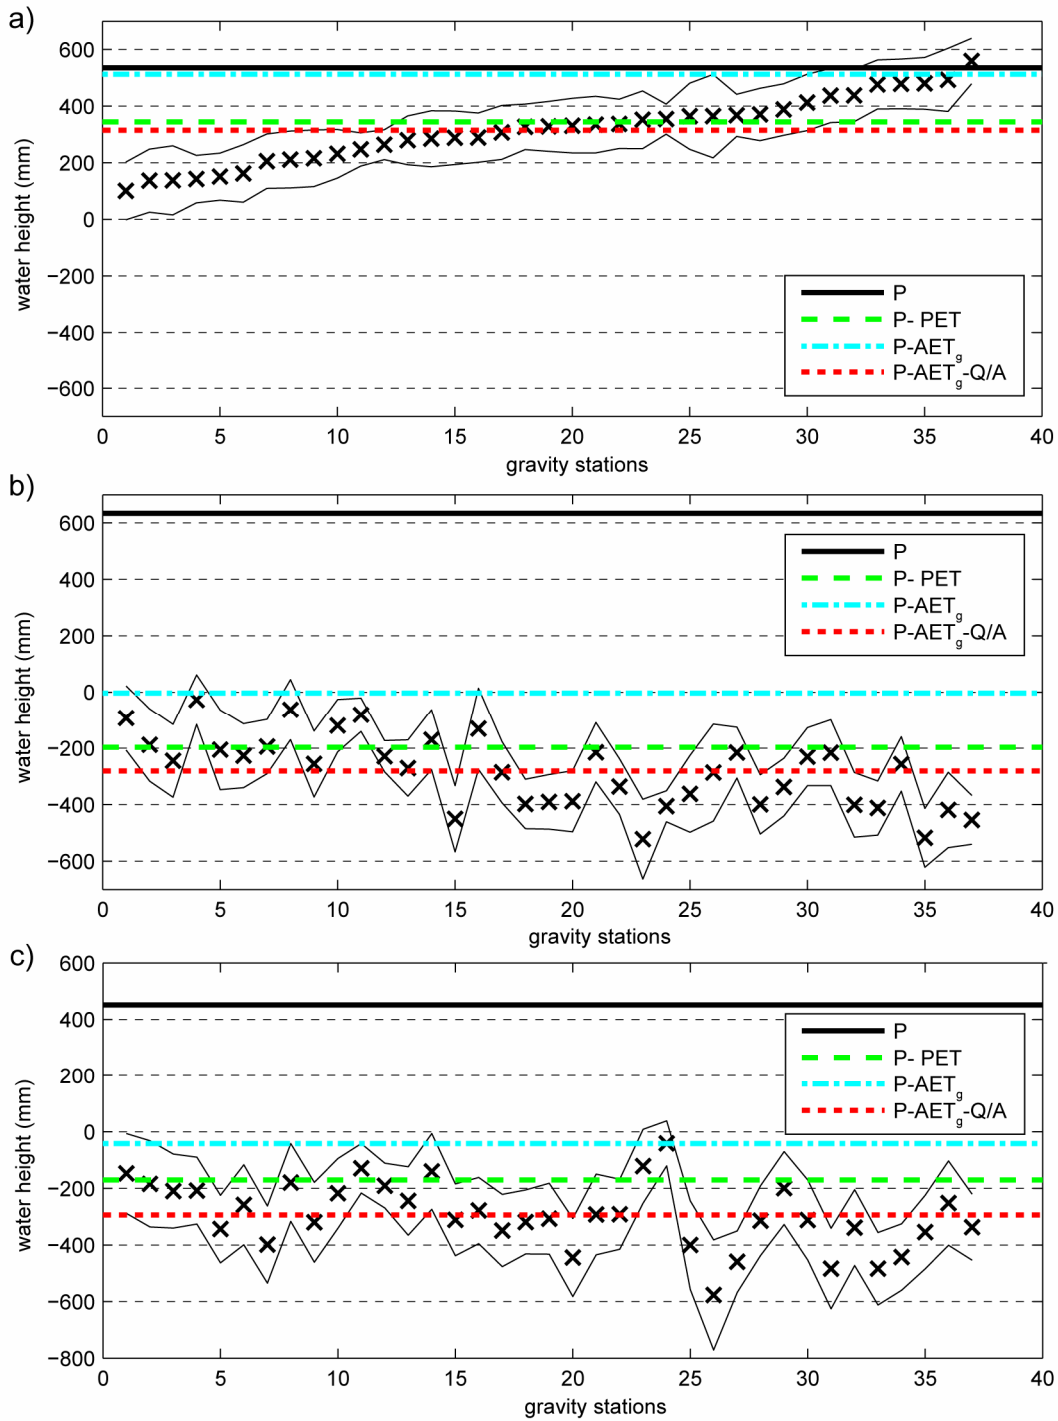 a)
600
400
200
0
−200
−400
−600
water height (mm)
P
P- PET
P-AETg
P-AETg-Q/A
0 5 10 15 20 25 30 35 40
gravity stations
b)
600
400
200
0
−200
−400
−600
water height (mm)
P
P- PET
P-AETg
P-AETg-Q/A
0 5 10 15 20 25 30 35 40
gravity stations
c)
600
400
200
0
−200
−400
−600
−800
water height (mm)
P
P- PET
P-AETg
P-AETg-Q/A
0 5 10 15 20 25 30 35 40
gravity stations